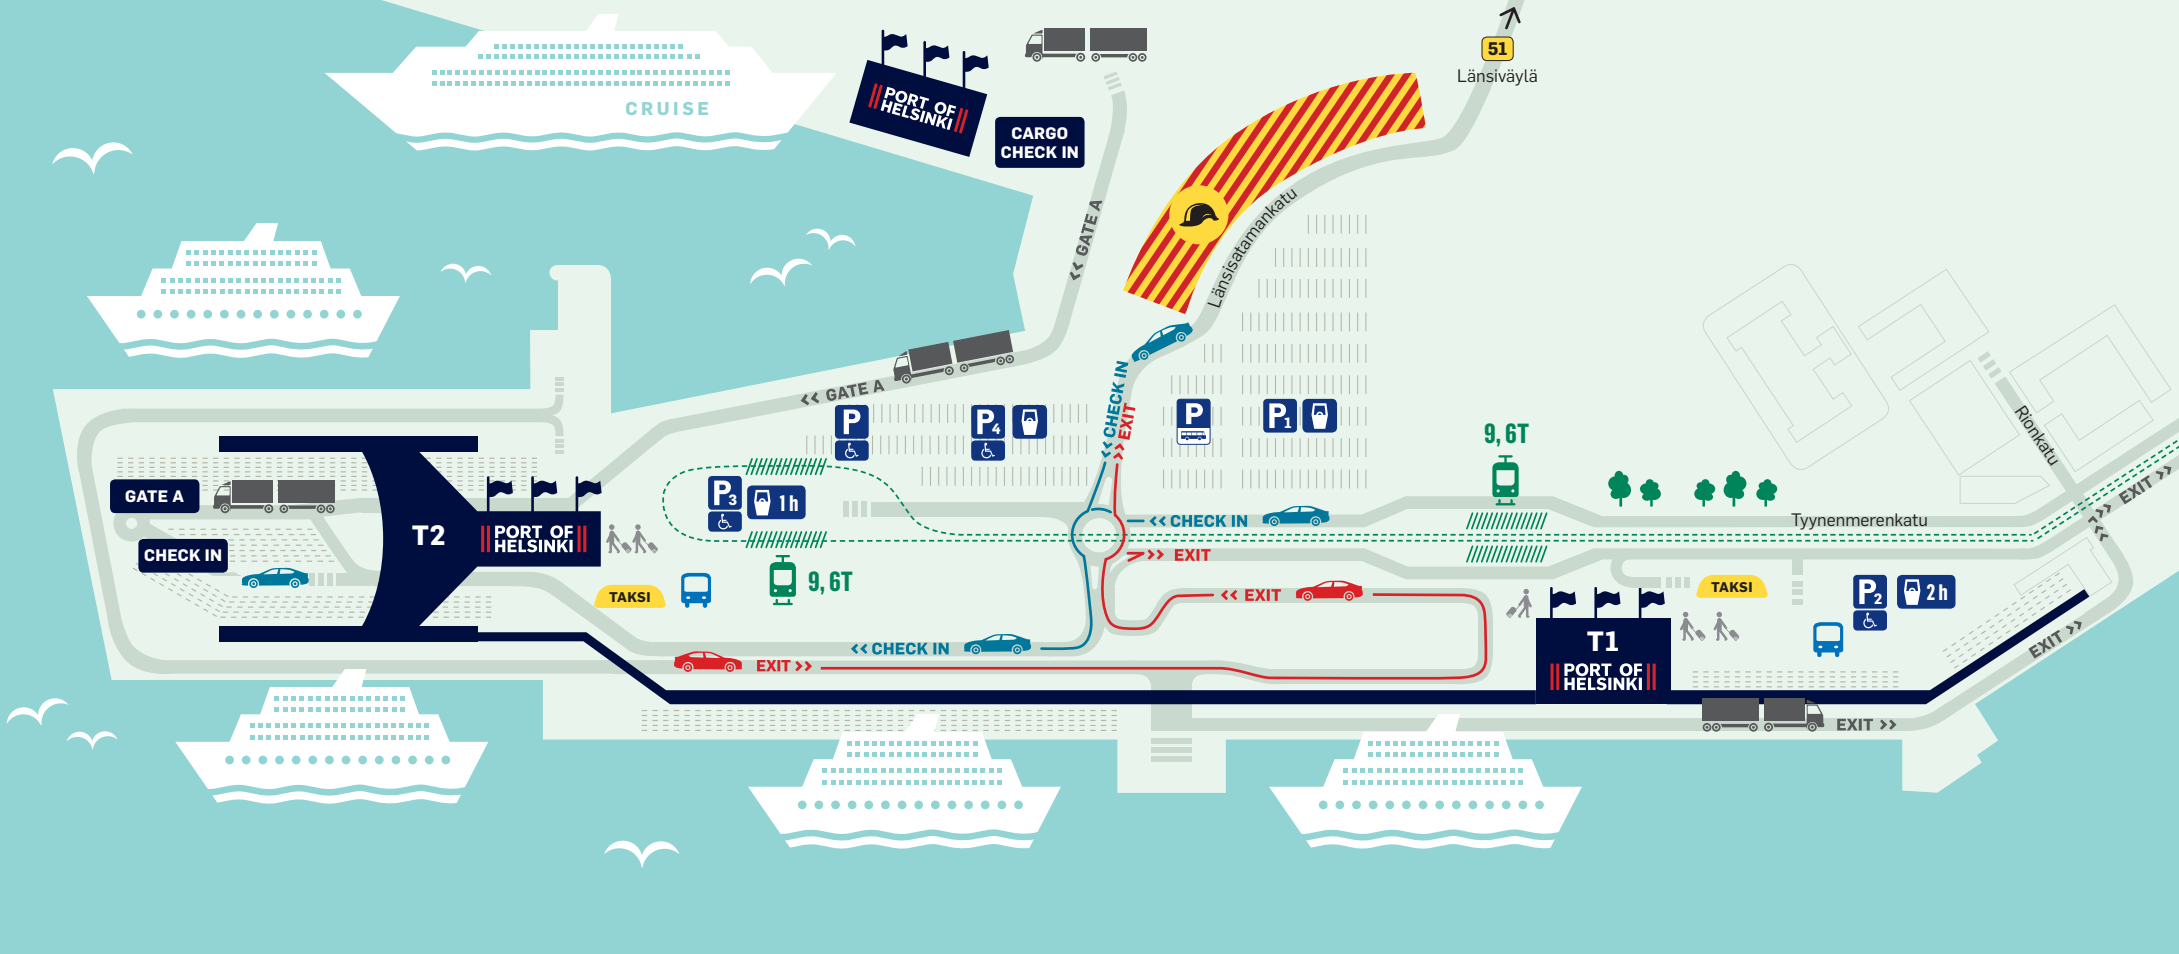 51
Länsiväylä
CRUISE
PORT OF
HELSINKI
CARGO
CHECK IN
<< GATE A
Länsisatamankatu
<< GATE A
<< CHECK IN
EXIT >>
P
P4
P
P1
9, 6T
Rionkatu
EXIT >>
GATE A
P3
1 h
T2
PORT OF
HELSINKI
<< CHECK IN
Tyynenmerenkatu
CHECK IN
>> EXIT
9, 6T
TAKSI
<< EXIT
TAKSI
P2
2 h
T1
PORT OF
HELSINKI
<< CHECK IN
EXIT >>
EXIT >>
EXIT >>